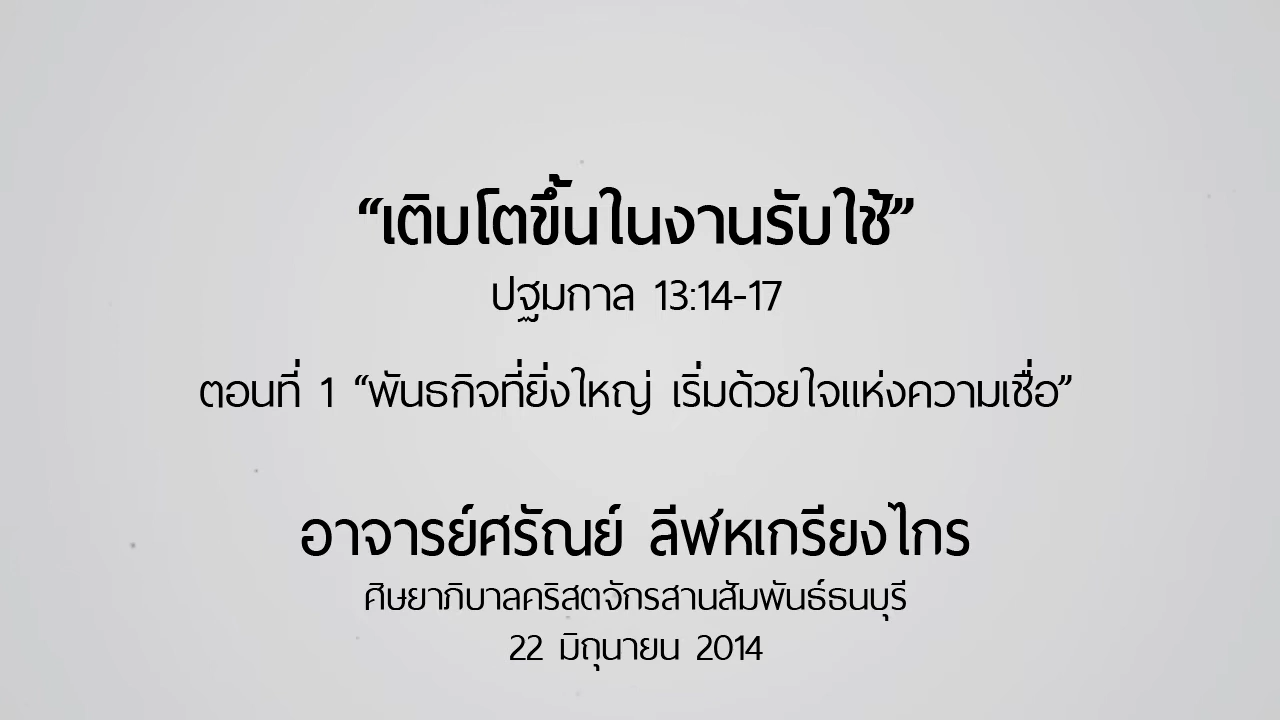 “เติบโตขึ้นในงานรับใช้”
ปฐมกาล 13:14-17
ตอนที่ 1 “พันธกิจที่ยิ่งใหญ่ เริ่มด้วยใจแห่งความเชื่อ”
อาจารย์ศรัณย์ ลีฬหเกรียงไกร
ศิษยาภิบาลคริสตจักรสานสัมพันธ์ธนบุรี
22 มิถุนายน 2014